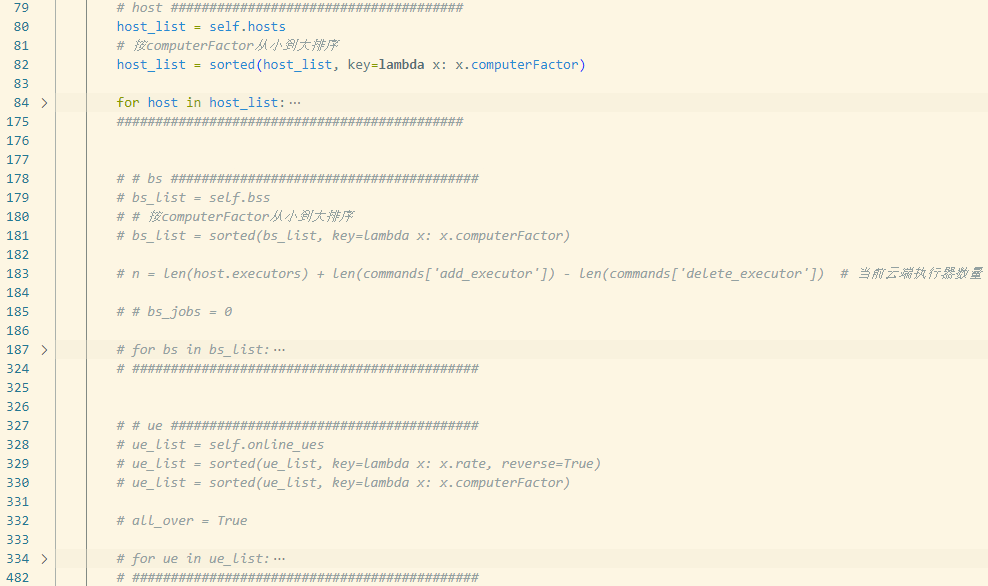 79 # host ######################################
80 host_list = self.hosts
81 # 按computerFactor从小到大排序
82 host_list = sorted(host_list, key=lambda x: x.computerFactor)
83
84 for host in host_list:···
175 #############################################
176
177
178 # # bs ########################################
179 # bs_list = self.bss
180 # # 按computerFactor从小到大排序
181 # bs_list = sorted(bs_list, key=lambda x: x.computerFactor)
182
183 # n = len(host.executors) + len(commands['add_executor']) - len(commands['delete_executor']) # 当前云端执行器数量
184
185 # # bs_jobs = 0
186
187 # for bs in bs_list:···
324 # #############################################
325
326
327 # # ue ########################################
328 # ue_list = self.online_ues
329 # ue_list = sorted(ue_list, key=lambda x: x.rate, reverse=True)
330 # ue_list = sorted(ue_list, key=lambda x: x.computerFactor)
331
332 # all_over = True
333
334 # for ue in ue_list:···
482 # #############################################